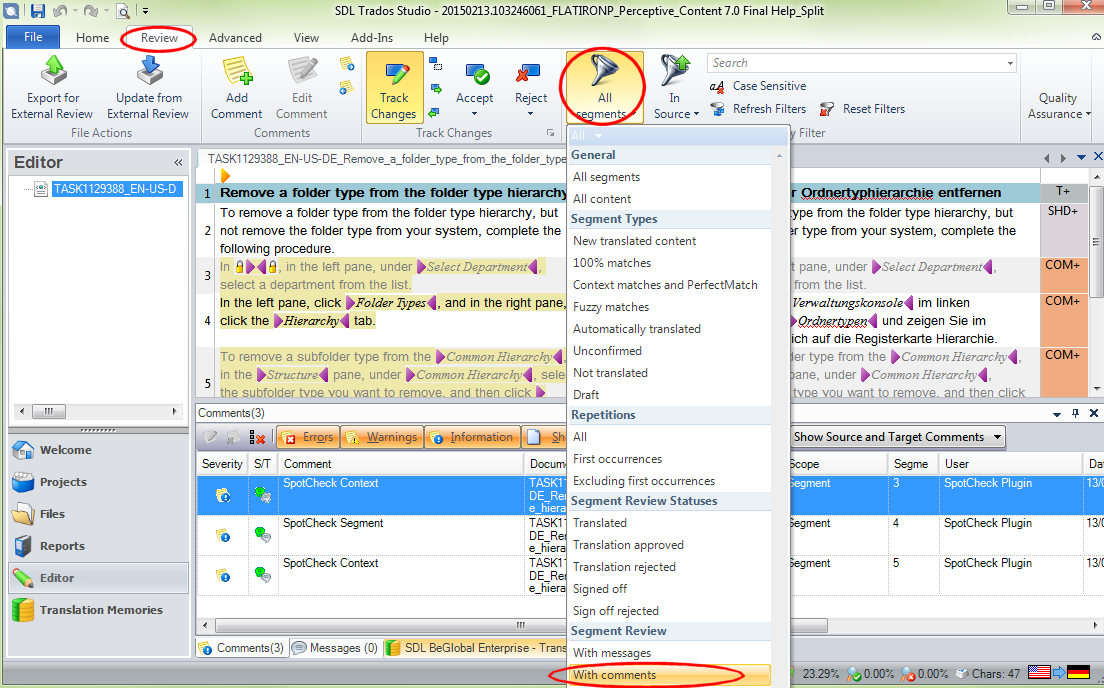 SDL Trados Studio - 20150213.103246061_FLATIRONP_Perceptive_Content 7.0 Final Help_Split
File Home Review Advanced View Add-Ins Help
Export for External Review
Update from External Review
File Actions
Add Comment
Edit Comment
Comments
Track Changes
Accept
Reject
Track Changes
All segments
In Source
Search
Case Sensitive
Refresh Filters
Reset Filters
Filter
Quality Assurance
Editor
TASK1129388_EN-US-D
Welcome
Projects
Files
Reports
Editor
Translation Memories
TASK1129388_EN-US-DE_Remove_a_folder_type_from_the_folder_type
1 Remove a folder type from the folder type hierarchy
r Ordnertyphierarchie entfernen T+
2 To remove a folder type from the folder type hierarchy, but
not remove the folder type from your system, complete the
following procedure.
ype from the folder type hierarchy, but SHD+
er type from your system, complete the
3 In , in the left pane, under Select Department,
select a department from the list.
t pane, under Select Department, COM+
from the list.
4 In the left pane, click Folder Types, and in the right pane,
click the Hierarchy tab.
Verwaltungskonsole im linken COM+
Ordnertypen und zeigen Sie im
ich auf die Registerkarte Hierarchie.
5 To remove a subfolder type from the Common Hierarchy,
in the Structure pane, under Common Hierarchy, sele
the subfolder type you want to remove, and then click
der type from the Common Hierarchy, COM+
ane, under Common Hierarchy,
type you want to remove, and then click
All
General
All segments
All content
Segment Types
New translated content
100% matches
Context matches and PerfectMatch
Fuzzy matches
Automatically translated
Unconfirmed
Not translated
Draft
Repetitions
All
First occurrences
Excluding first occurrences
Segment Review Statuses
Translated
Translation approved
Translation rejected
Signed off
Sign off rejected
Segment Review
With messages
With comments
Comments(3)
Errors Warnings Information Sh
Show Source and Target Comments
Severity S/T Comment Docum Scope Segme User Da
SpotCheck Context TASK11 Segment 3 SpotCheck Plugin 13/0
DE_Rem
e_hiera
SpotCheck Segment TASK11 Segment 4 SpotCheck Plugin 13/0
DE_Rem
e_hiera
SpotCheck Context TASK11 Segment 5 SpotCheck Plugin 13/0
DE_Rem
e_hiera
Comments(3) Messages (0) SDL BeGlobal Enterprise - Trans
23.29% 0.00% 0.00% Chars: 47